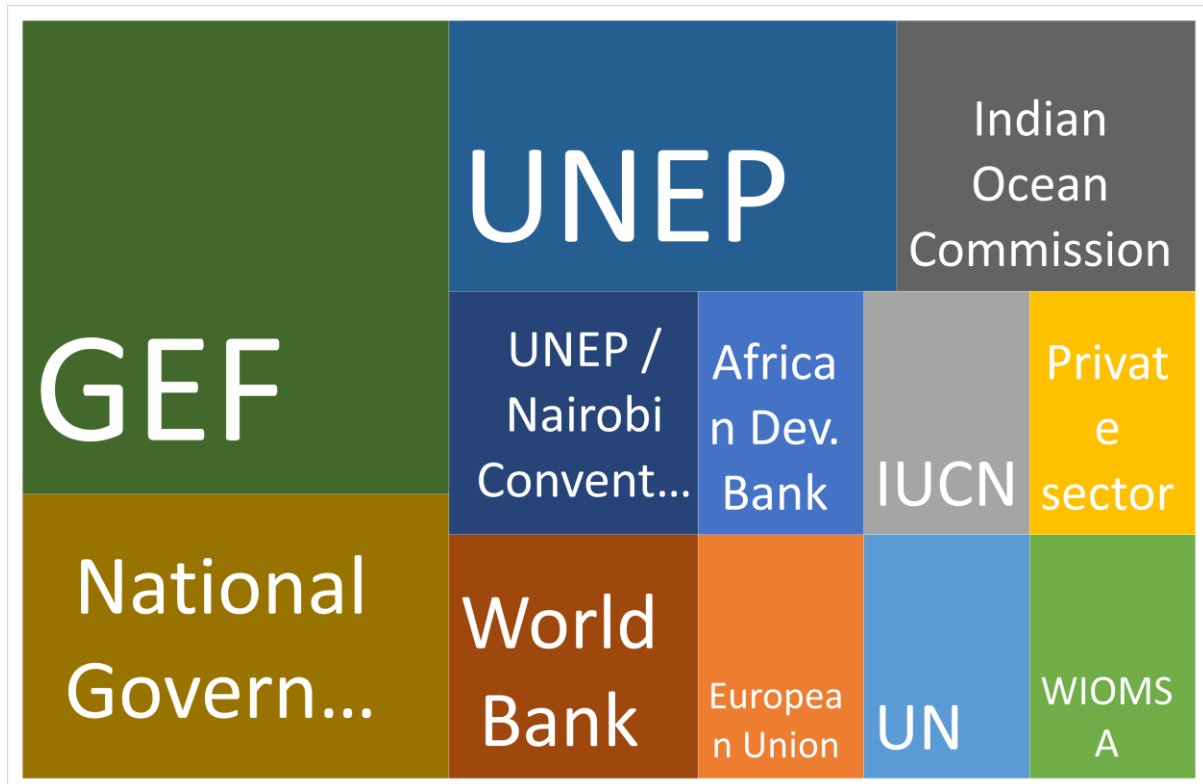 GEF
National
Govern...
UNEP
Indian
Ocean
Commission
UNEP /
Nairobi
Convent...
Africa
n Dev.
Bank
IUCN
Privat
e
sector
World
Bank
Europea
n Union
UN
WIOMS
A